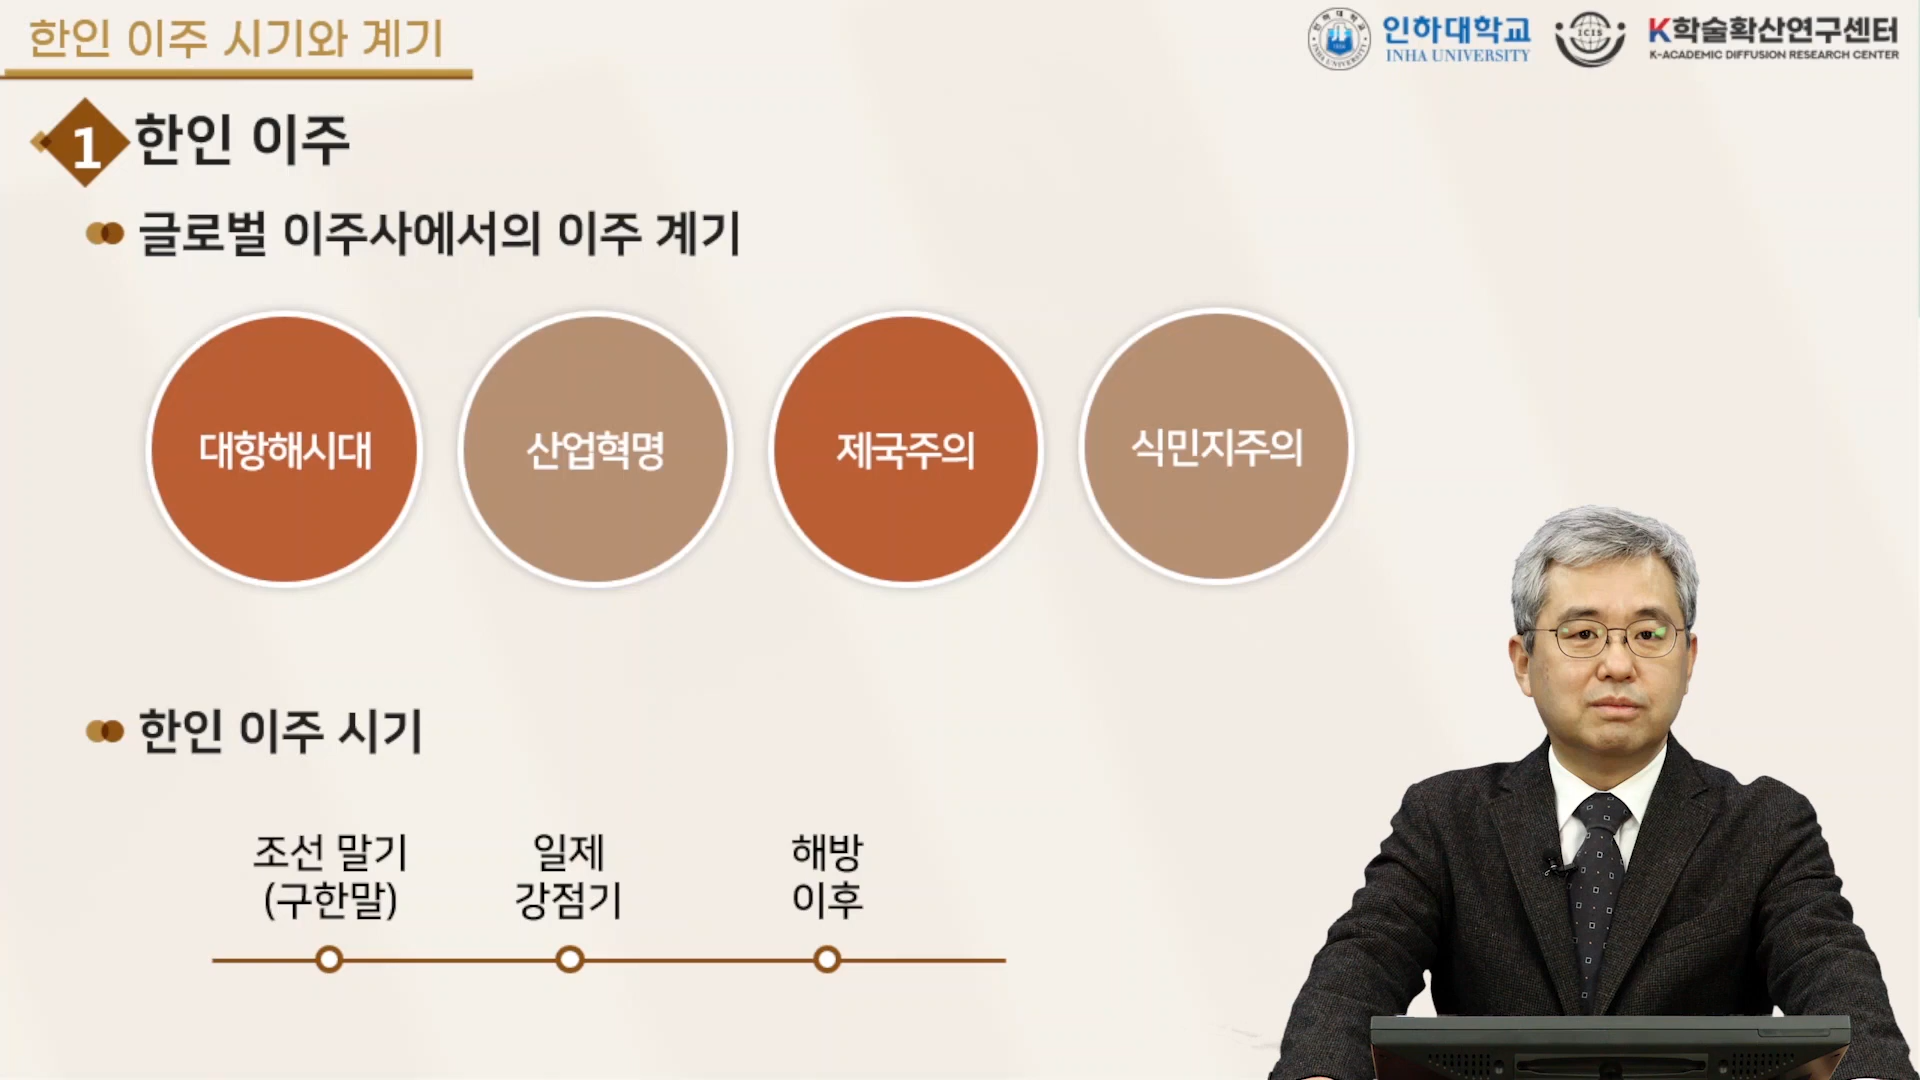 한인 이주 시기와 계기
인하대학교
INHA UNIVERSITY
ICIS
K학술확산연구센터
K-ACADEMIC DIFFUSION RESEARCH CENTER
1 한인 이주
글로벌 이주사에서의 이주 계기
대항해시대
산업혁명
제국주의
식민지주의
한인 이주 시기
조선 말기
(구한말)
일제
강점기
해방
이후